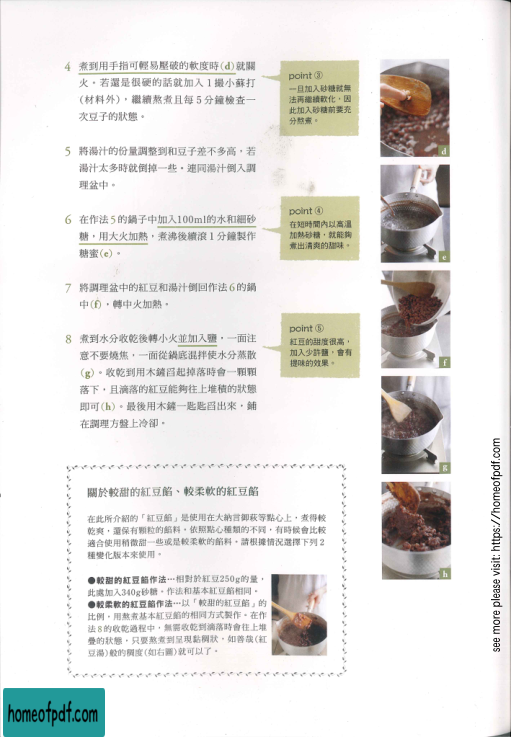 4 煮到用手指可輕易壓破的軟度時(d)就關
火。若還是很硬的話就加入1撮小蘇打
(材料外)，繼續熬煮且每5分鐘檢查一
次豆子的狀態。
point ③
一旦加入砂糖就無
法再繼續軟化，因
此加入砂糖前要充
分熬煮。
d
5 將湯汁的份量調整到和豆子差不多高，若
湯汁太多時就倒掉一些。連同湯汁倒入調
理盆中。
6 在作法5的鍋子中加入100ml的水和細砂
糖，用大火加熱，煮沸後續滾1分鐘製作
糖蜜(e)。
point ④
在短時間內以高溫
加熱砂糖，就能夠
煮出清爽的甜味。
e
7 將調理盆中的紅豆和湯汁倒回作法6的鍋
中(f)，轉中火加熱。
f
8 煮到水分收乾後轉小火並加入鹽，一面注
意不要燒焦，一面從鍋底混拌使水分蒸散
(g)。收乾到用木鏟舀起掉落時會一顆顆
落下，且滴落的紅豆能夠往上堆積的狀態
即可(h)。最後用木鏟一匙匙舀出來，鋪
在調理方盤上冷卻。
point ⑤
紅豆的甜度很高，
加入少許鹽，會有
提味的效果。
g
h
關於較甜的紅豆餡、較柔軟的紅豆餡
在此所介紹的「紅豆餡」是使用在大納言御萩等點心上，煮得較
乾爽，還保有顆粒的餡料。依照點心種類的不同，有時候會比較
適合使用稍微甜一些或是較柔軟的餡料。請根據情況選擇下列2
種變化版本來使用。
●較甜的紅豆餡作法…相對於紅豆250g的量，
此處加入340g砂糖。作法和基本紅豆餡相同。
●較柔軟的紅豆餡作法…以「較甜的紅豆餡」的
比例，用熬煮基本紅豆餡的相同方式製作。在作
法8的收乾過程中，無需收乾到滴落時會往上堆
疊的狀態，只要熬煮到呈現黏稠狀，如善哉(紅
豆湯)般的稠度(如右圖)就可以了。
see more please visit: https://homeofpdf.com
homeofpdf.com